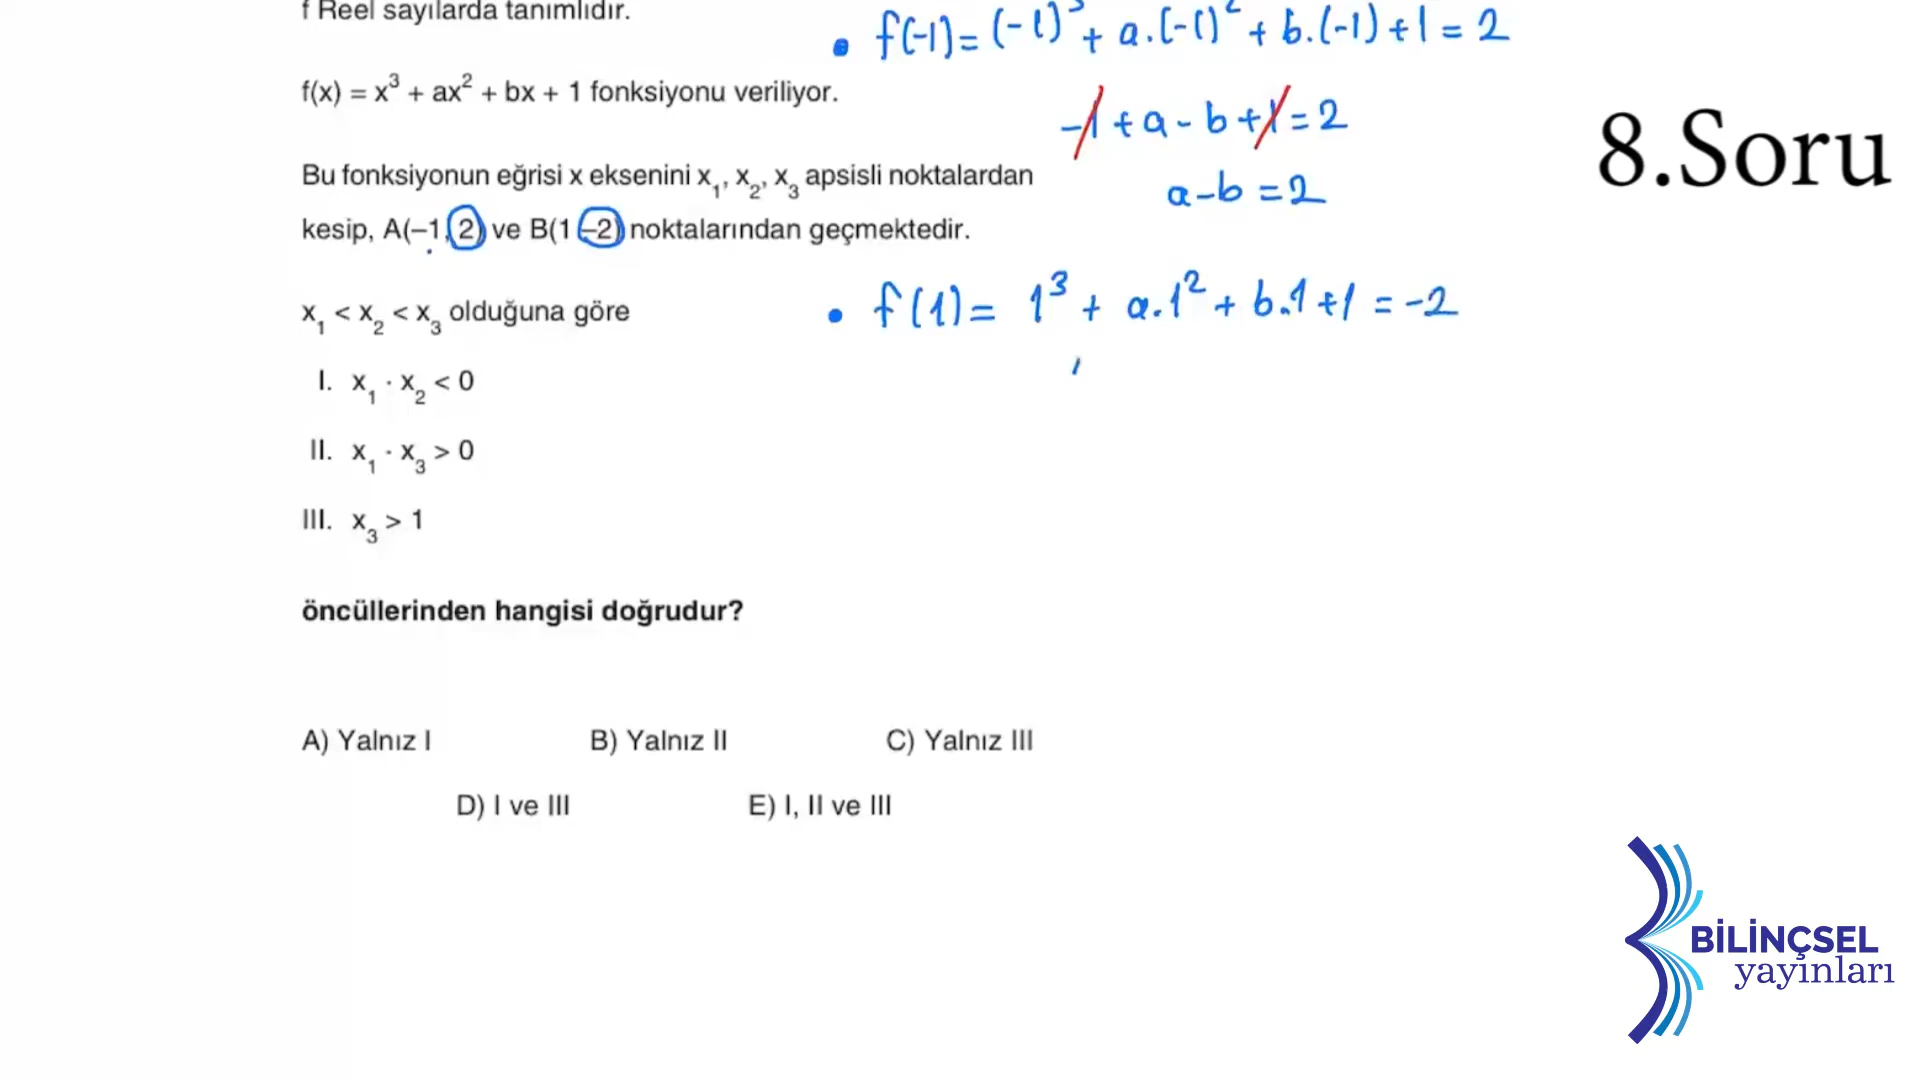 f Reel sayılarda tanımlıdır.
f(x) = x³ + ax² + bx + 1 fonksiyonu veriliyor.
Bu fonksiyonun eğrisi x eksenini x₁, x₂, x₃ apsisli noktalardan
kesip, A(–1, 2) ve B(1 –2) noktalarından geçmektedir.
x₁ < x₂ < x₃ olduğuna göre
I. x₁ · x₂ < 0
II. x₁ · x₃ > 0
III. x₃ > 1
öncüllerinden hangisi doğrudur?
A) Yalnız I B) Yalnız II C) Yalnız III
D) I ve III E) I, II ve III
• f(-1) = (-1)³ + a.(-1)² + b.(-1) + 1 = 2
-1 + a - b + 1 = 2
a - b = 2
• f(1) = 1³ + a.1² + b.1 + 1 = -2
8.Soru
BİLİNÇSEL
yayınları